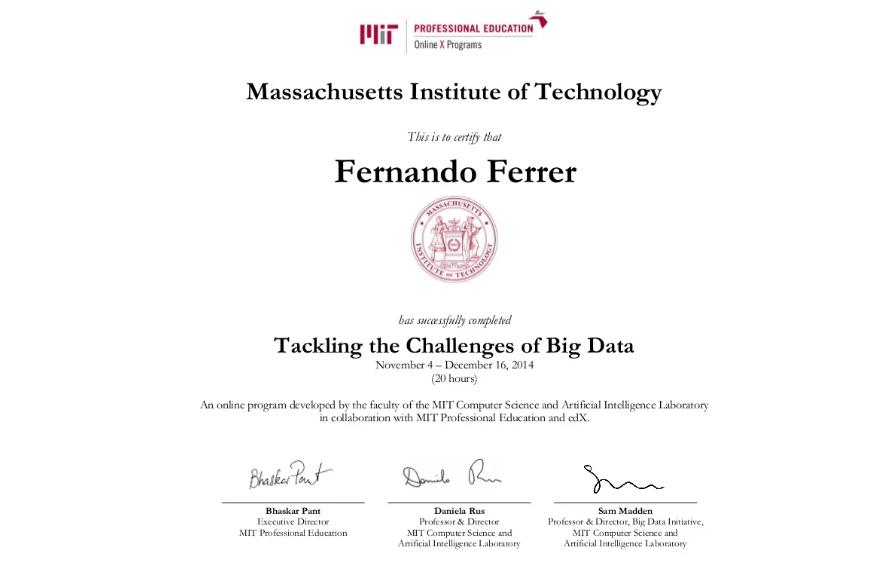 MIT PROFESSIONAL EDUCATION
Online X Programs
Massachusetts Institute of Technology
This is to certify that
Fernando Ferrer
MASSACHUSETTS
INSTITUTE OF TECHNOLOGY
has successfully completed
Tackling the Challenges of Big Data
November 4 – December 16, 2014
(20 hours)
An online program developed by the faculty of the MIT Computer Science and Artificial Intelligence Laboratory
in collaboration with MIT Professional Education and edX.
Bhaskar Pant
Bhaskar Pant
Executive Director
MIT Professional Education
Daniela Rus
Professor & Director
MIT Computer Science and
Artificial Intelligence Laboratory
Sam Madden
Professor & Director, Big Data Initiative,
MIT Computer Science and
Artificial Intelligence Laboratory